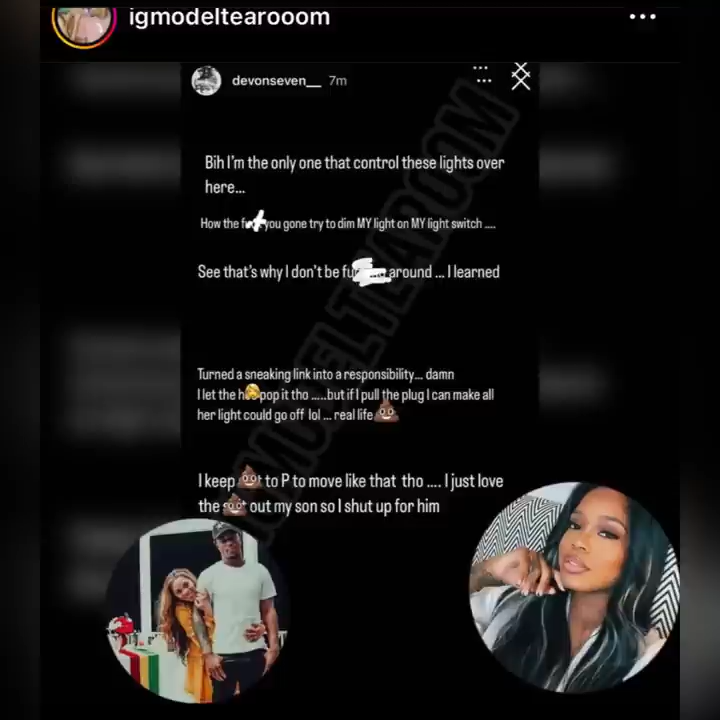 igmodeltearooom
devonseven__ 7m
Bih I'm the only one that control these lights over
here...
How the you gone try to dim MY light on MY light switch ....
See that's why I don't be around ... I learned
Turned a sneaking link into a responsibility... damn
I let the h😌pop it tho .....but if I pull the plug I can make all
her light could go off lol ... real life💩
I keep 💩t to P to move like that tho .... I just love
the 💩 out my son so I shut up for him
IGMODELTEAROOM